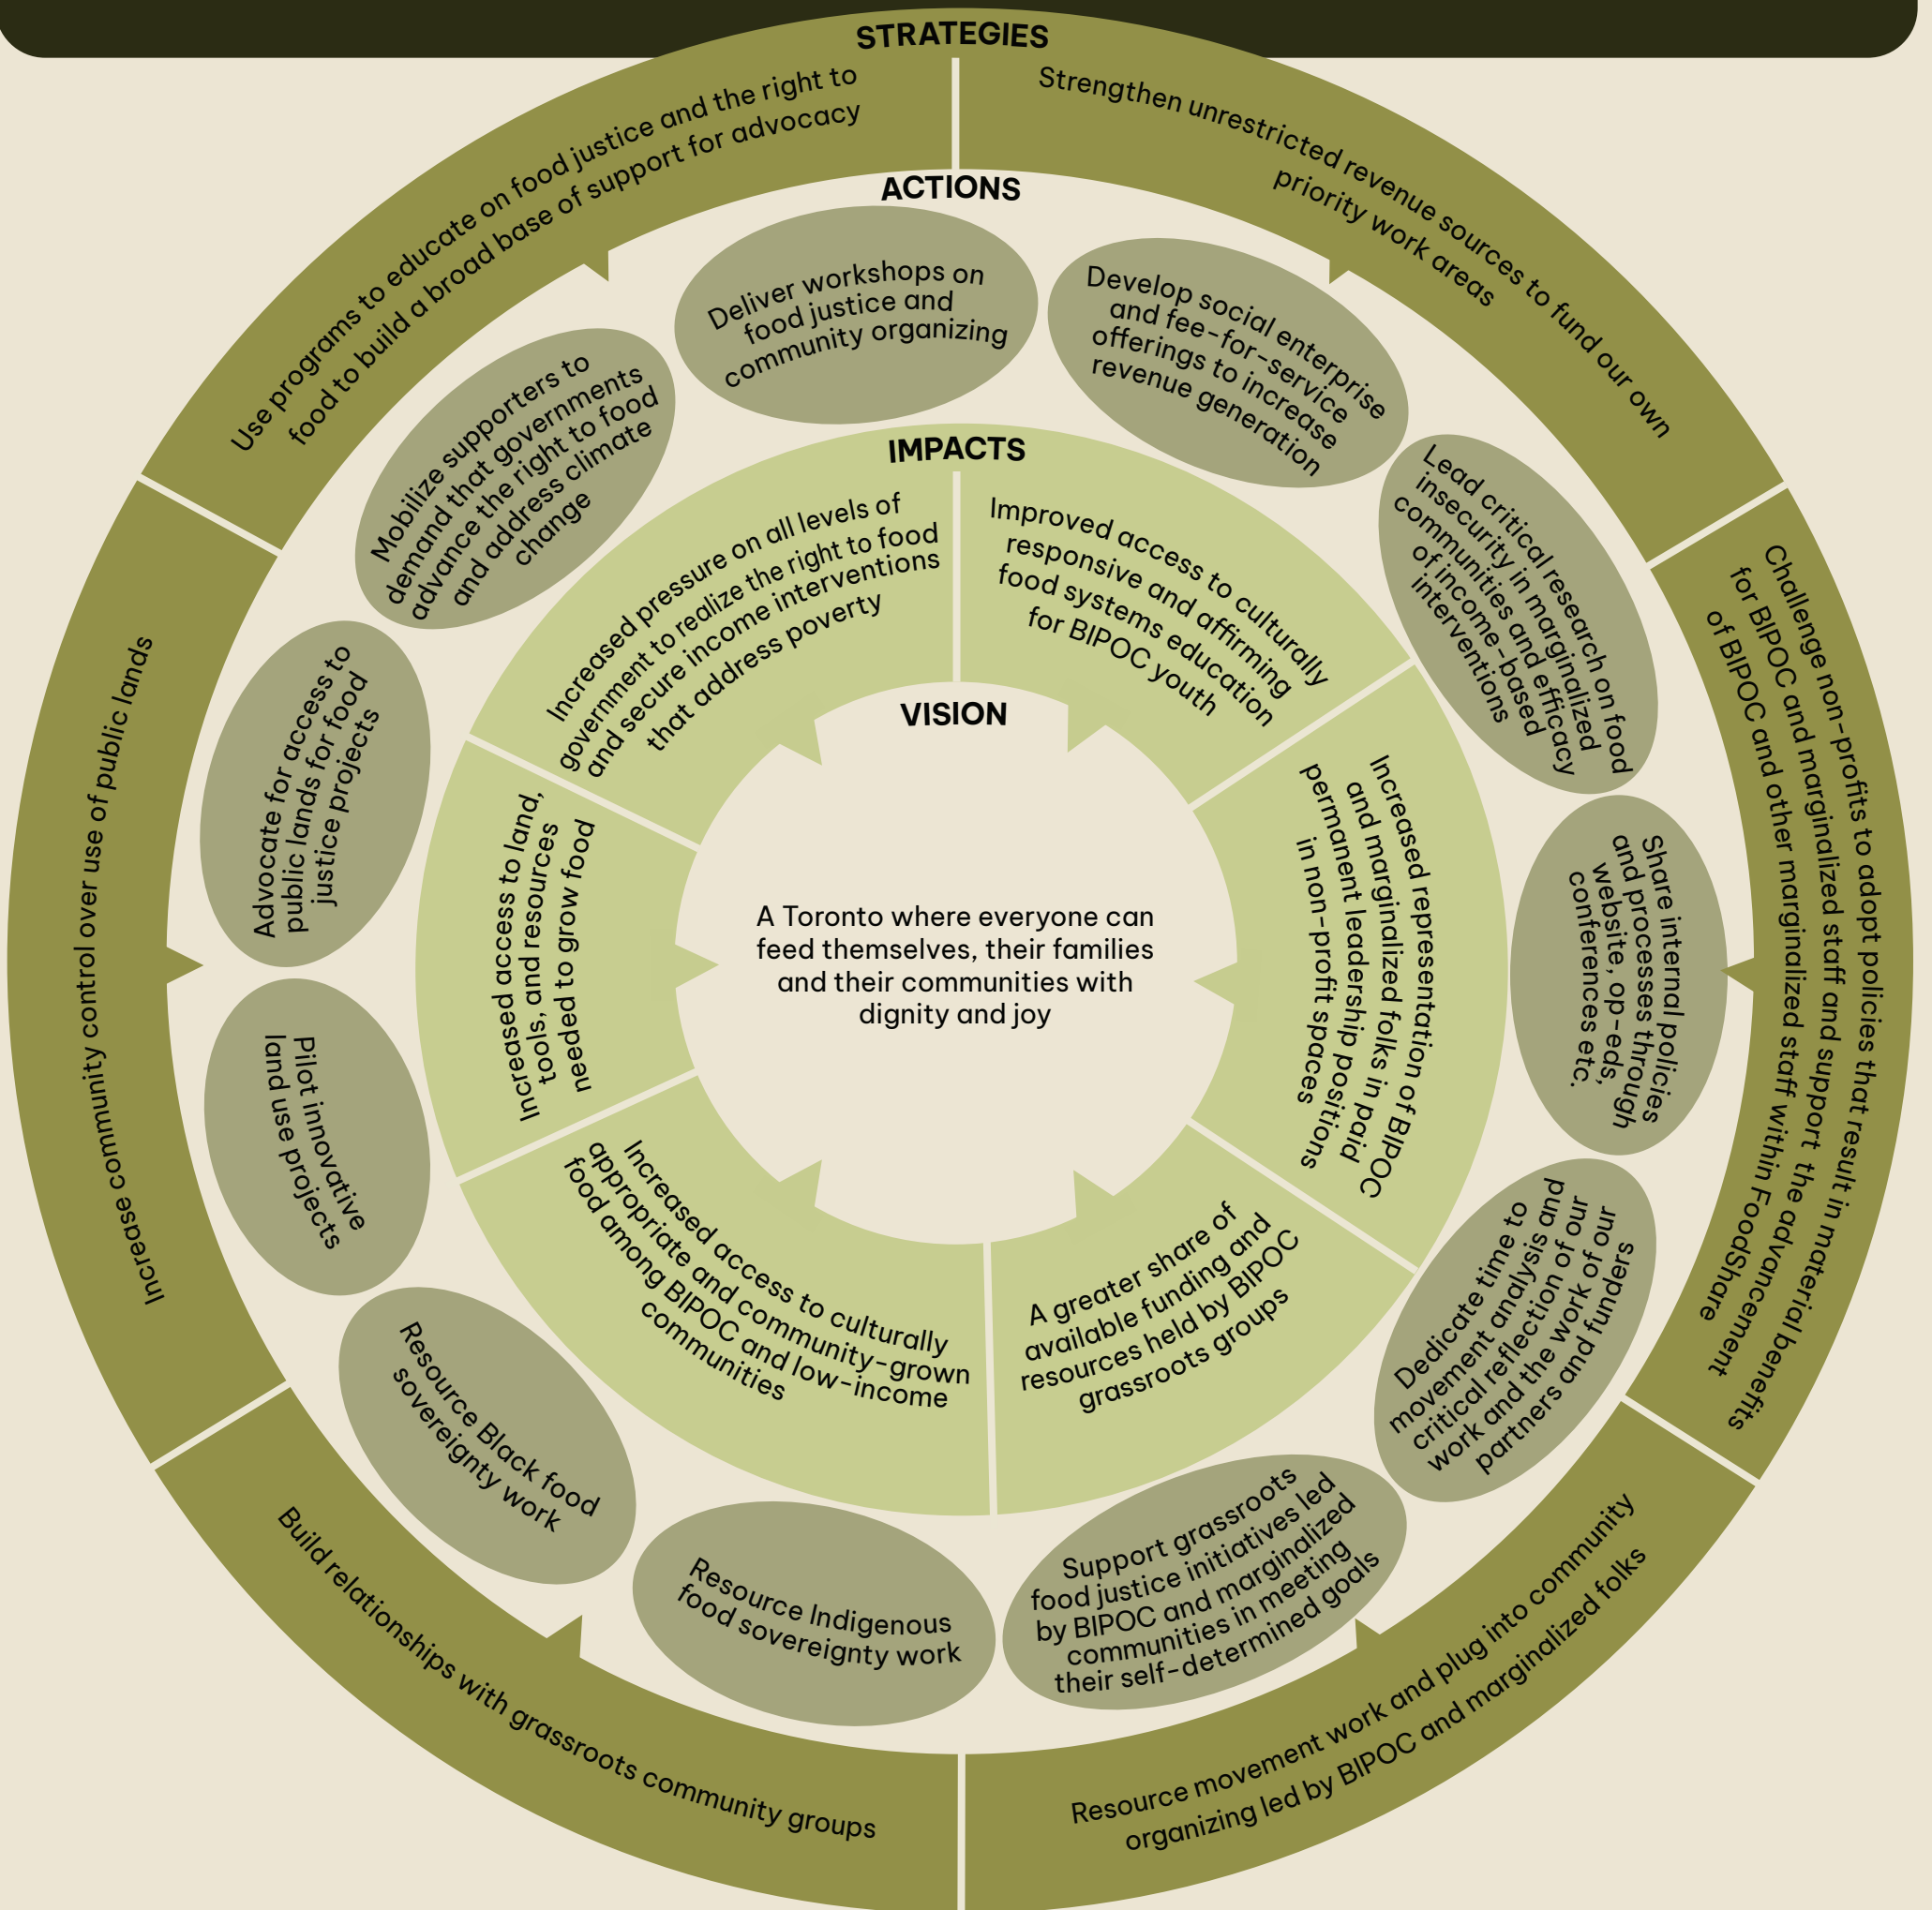 STRATEGIES
Use programs to educate on food justice and the right to
food to build a broad base of support for advocacy
Strengthen unrestricted revenue sources to fund our own
priority work areas
Challenge non-profits to adopt policies that result in material benefits
for BIPOC and marginalized staff and support the advancement
of BIPOC and other marginalized staff within FoodShare
Resource movement work and plug into community
organizing led by BIPOC and marginalized folks
Build relationships with grassroots community groups
Increase community control over use of public lands
ACTIONS
Deliver workshops on
food justice and
community organizing
Develop social enterprise
and fee-for-service
offerings to increase
revenue generation
Lead critical research on food
insecurity in marginalized
communities and efficacy
of income-based
interventions
Share internal policies
and processes through
website, op-eds,
conferences etc.
Dedicate time to
movement analysis and
critical reflection of our
work and the work of our
partners and funders
Support grassroots
food justice initiatives led
by BIPOC and marginalized
communities in meeting
their self-determined goals
Resource Indigenous
food sovereignty work
Resource Black food
sovereignty work
Pilot innovative
land use projects
Advocate for access to
public lands for food
justice projects
Mobilize supporters to
demand that governments
advance the right to food
and address climate
change
IMPACTS
Increased pressure on all levels of
government to realize the right to food
and secure income interventions
that address poverty
Improved access to culturally
responsive and affirming
food systems education
for BIPOC youth
Increased representation of BIPOC
and marginalized folks in paid
permanent leadership positions
in non-profit spaces
A greater share of
available funding and
resources held by BIPOC
grassroots groups
Increased access to culturally
appropriate and community-grown
food among BIPOC and low-income
communities
Increased access to land,
tools, and resources
needed to grow food
VISION
A Toronto where everyone can
feed themselves, their families
and their communities with
dignity and joy